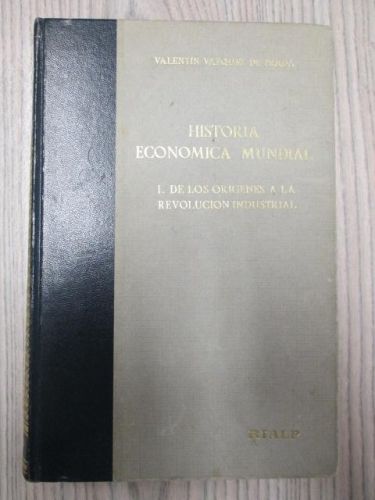 VALENTIN VAZQUEZ DE PRADA
HISTORIA
ECONOMICA MUNDIAL
I. DE LOS ORIGENES A LA
REVOLUCION INDUSTRIAL
RIALP